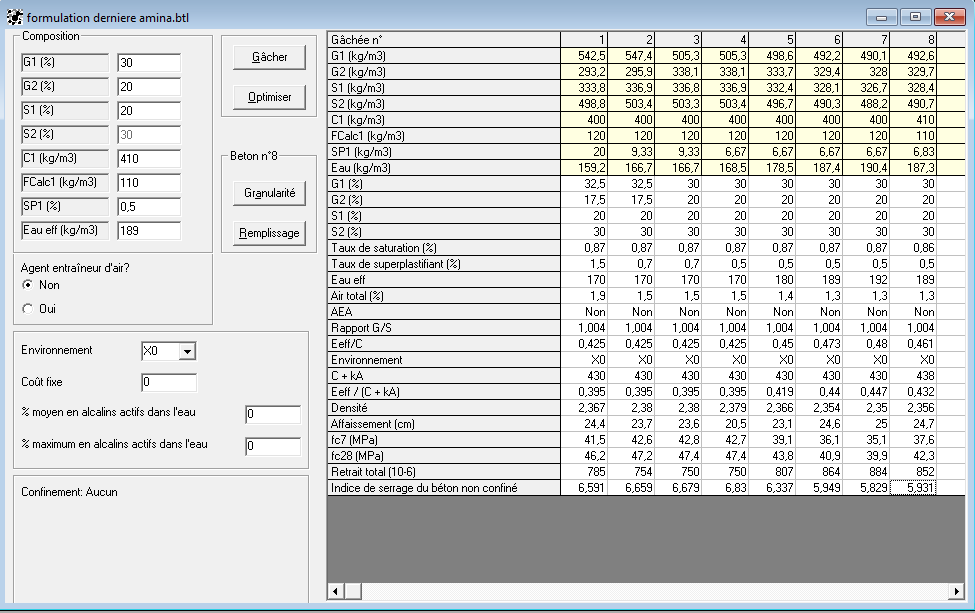 formulation derniere amina.btl
Composition
G1 (%) 30
G2 (%) 20
S1 (%) 20
S2 (%) 30
C1 (kg/m3) 410
FCalc1 (kg/m3) 110
SP1 (%) 0,5
Eau eff (kg/m3) 189
Gâcher
Optimiser
Beton n°8
Granularité
Remplissage
Agent entraîneur d'air?
Non
Oui
Environnement X0
Coût fixe 0
% moyen en alcalins actifs dans l'eau 0
% maximum en alcalins actifs dans l'eau 0
Confinement: Aucun
Gâchée n° 1 2 3 4 5 6 7 8
G1 (kg/m3) 542,5 547,4 505,3 505,3 498,6 492,2 490,1 492,6
G2 (kg/m3) 293,2 295,9 338,1 338,1 333,7 329,4 328 329,7
S1 (kg/m3) 333,8 336,9 336,8 336,9 332,4 328,1 326,7 328,4
S2 (kg/m3) 498,8 503,4 503,3 503,4 496,7 490,3 488,2 490,7
C1 (kg/m3) 400 400 400 400 400 400 400 410
FCalc1 (kg/m3) 120 120 120 120 120 120 120 110
SP1 (kg/m3) 20 9,33 9,33 6,67 6,67 6,67 6,67 6,83
Eau (kg/m3) 159,2 166,7 166,7 168,5 178,5 187,4 190,4 187,3
G1 (%) 32,5 32,5 30 30 30 30 30 30
G2 (%) 17,5 17,5 20 20 20 20 20 20
S1 (%) 20 20 20 20 20 20 20 20
S2 (%) 30 30 30 30 30 30 30 30
Taux de saturation (%) 0,87 0,87 0,87 0,87 0,87 0,87 0,87 0,86
Taux de superplastifiant (%) 1,5 0,7 0,7 0,5 0,5 0,5 0,5 0,5
Eau eff 170 170 170 170 180 189 192 189
Air total (%) 1,9 1,5 1,5 1,5 1,4 1,3 1,3 1,3
AEA Non Non Non Non Non Non Non Non
Rapport G/S 1,004 1,004 1,004 1,004 1,004 1,004 1,004 1,004
Eeff/C 0,425 0,425 0,425 0,425 0,45 0,473 0,48 0,461
Environnement X0 X0 X0 X0 X0 X0 X0 X0
C + kA 430 430 430 430 430 430 430 438
Eeff / (C + kA) 0,395 0,395 0,395 0,395 0,419 0,44 0,447 0,432
Densité 2,367 2,38 2,38 2,379 2,366 2,354 2,35 2,356
Affaissement (cm) 24,4 23,7 23,6 20,5 23,1 24,6 25 24,7
fc7 (MPa) 41,5 42,6 42,8 42,7 39,1 36,1 35,1 37,6
fc28 (MPa) 46,2 47,2 47,4 47,4 43,8 40,9 39,9 42,3
Retrait total (10-6) 785 754 750 750 807 864 884 852
Indice de serrage du béton non confiné 6,591 6,659 6,679 6,83 6,337 5,949 5,829 5,931